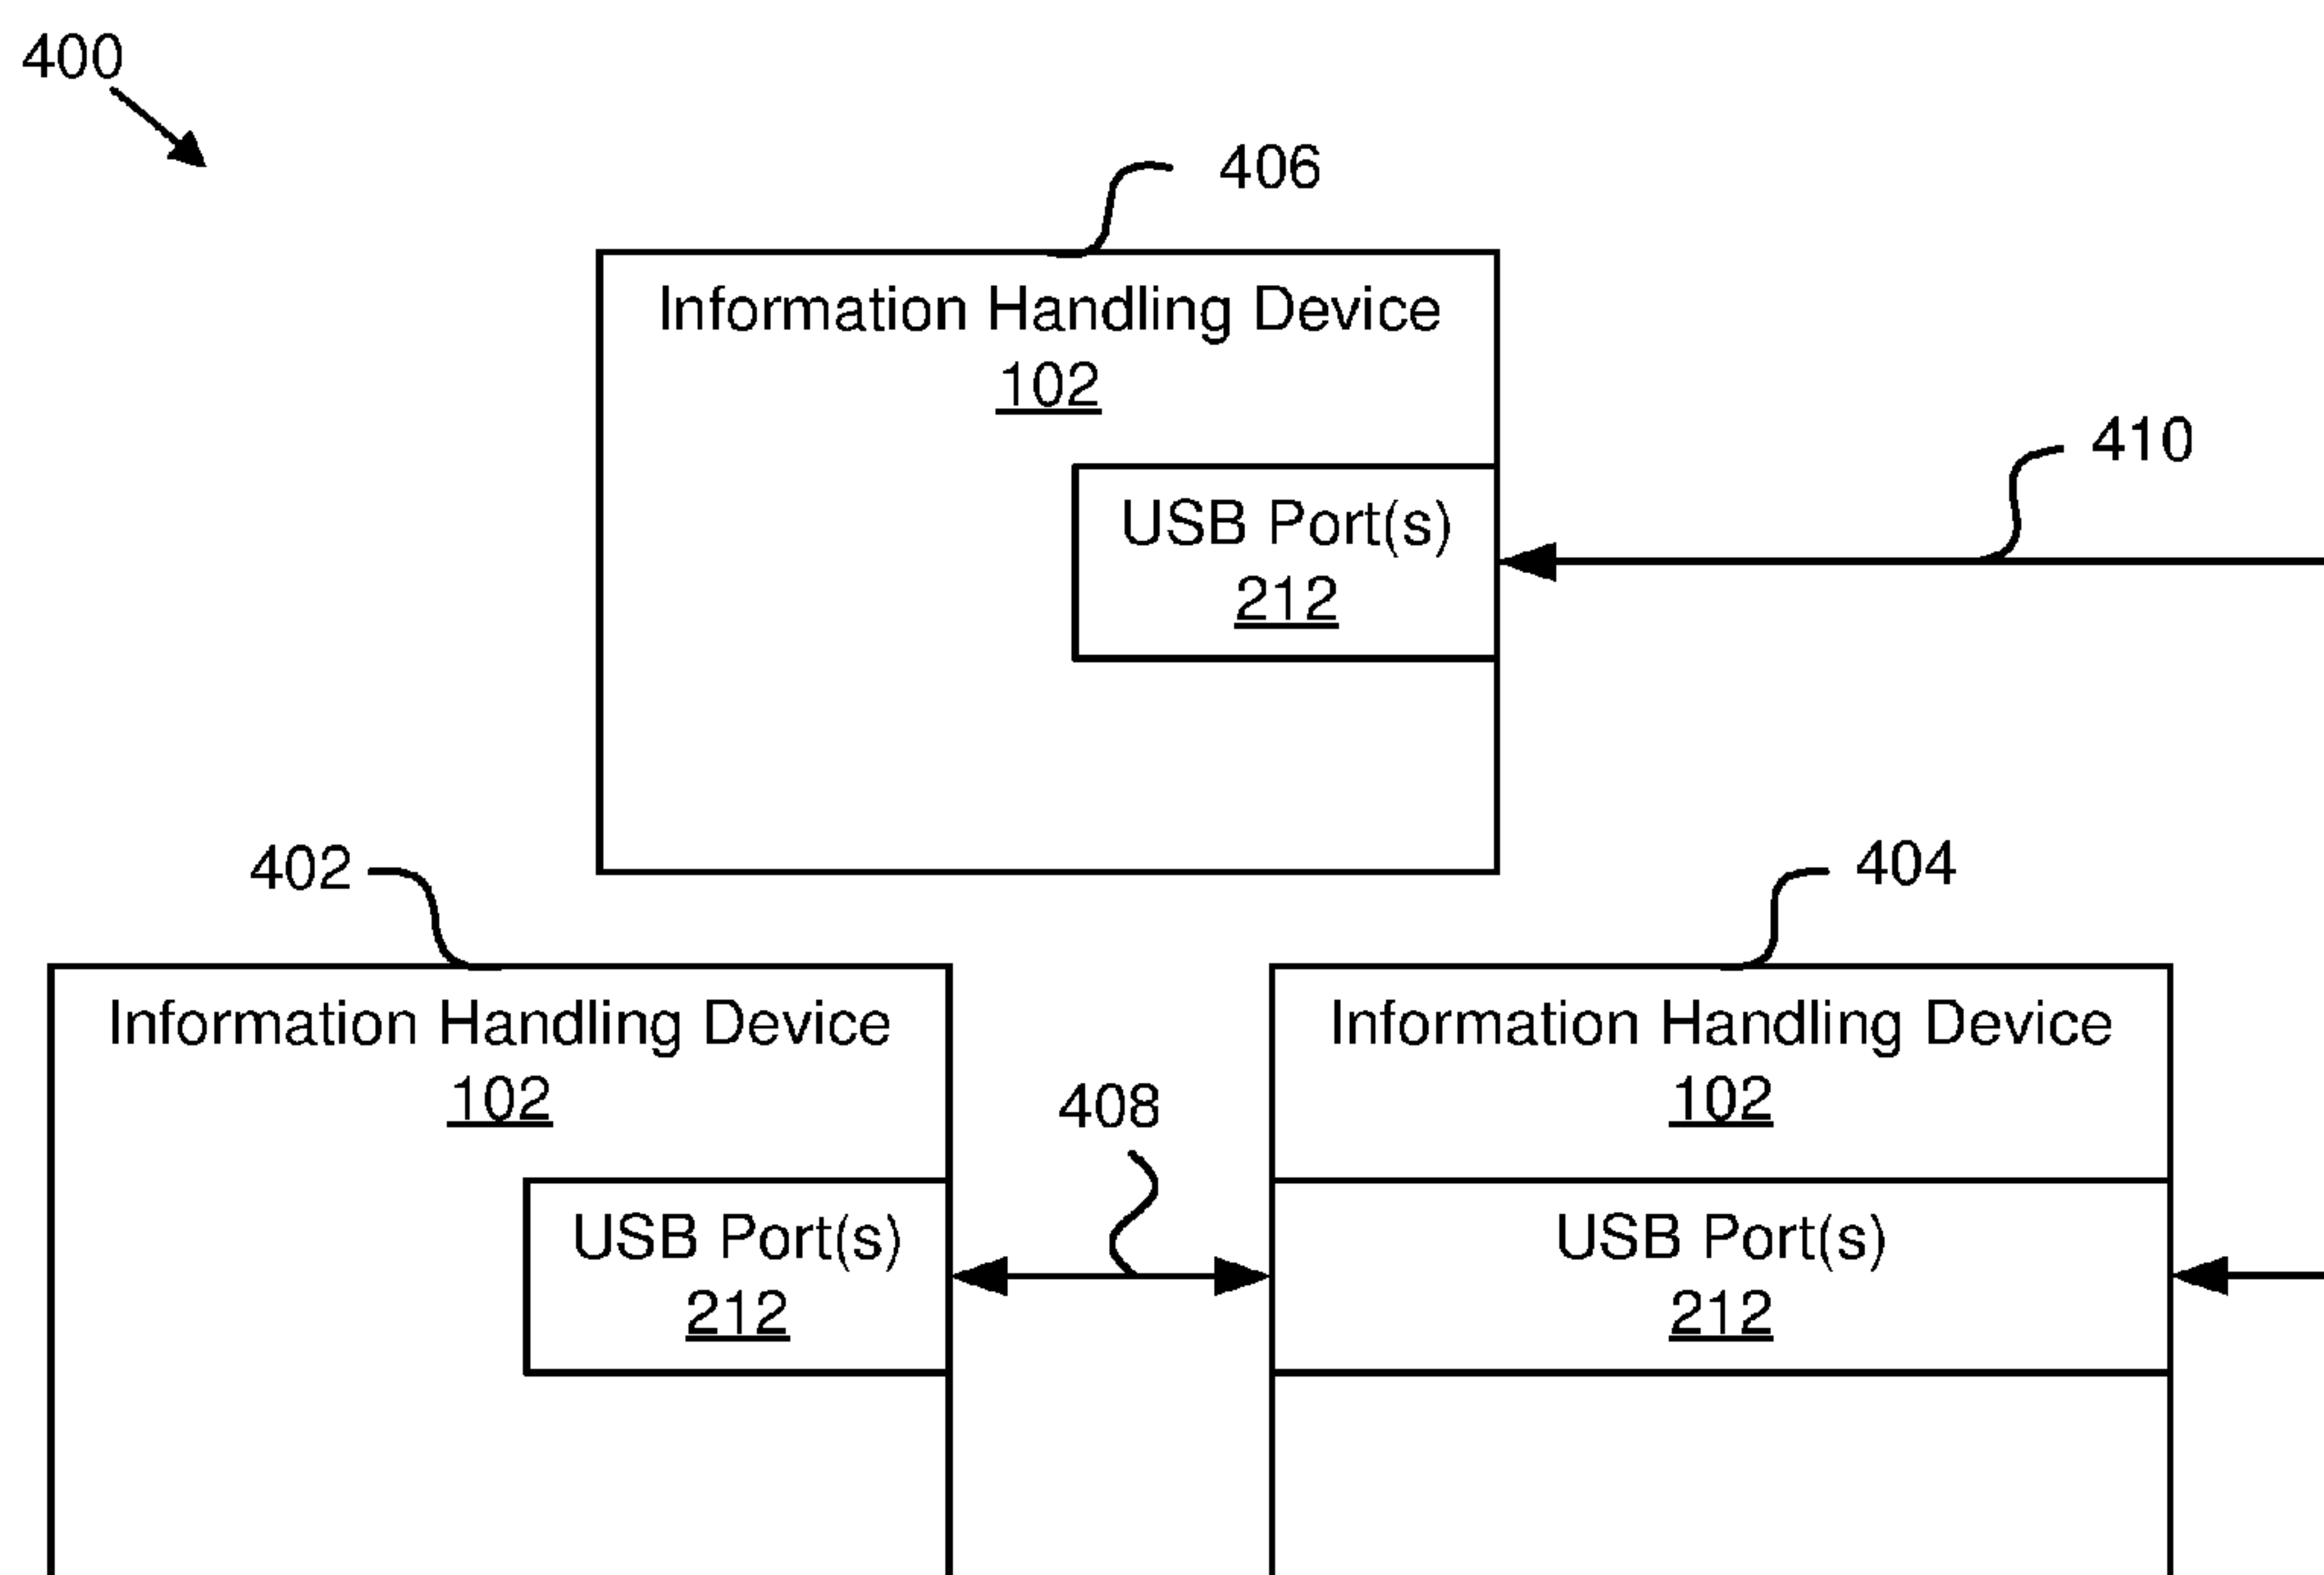 400
406
Information Handling Device
102
410
USB Port(s)
212
402
404
Information Handling Device
102
Information Handling Device
102
408
USB Port(s)
212
USB Port(s)
212